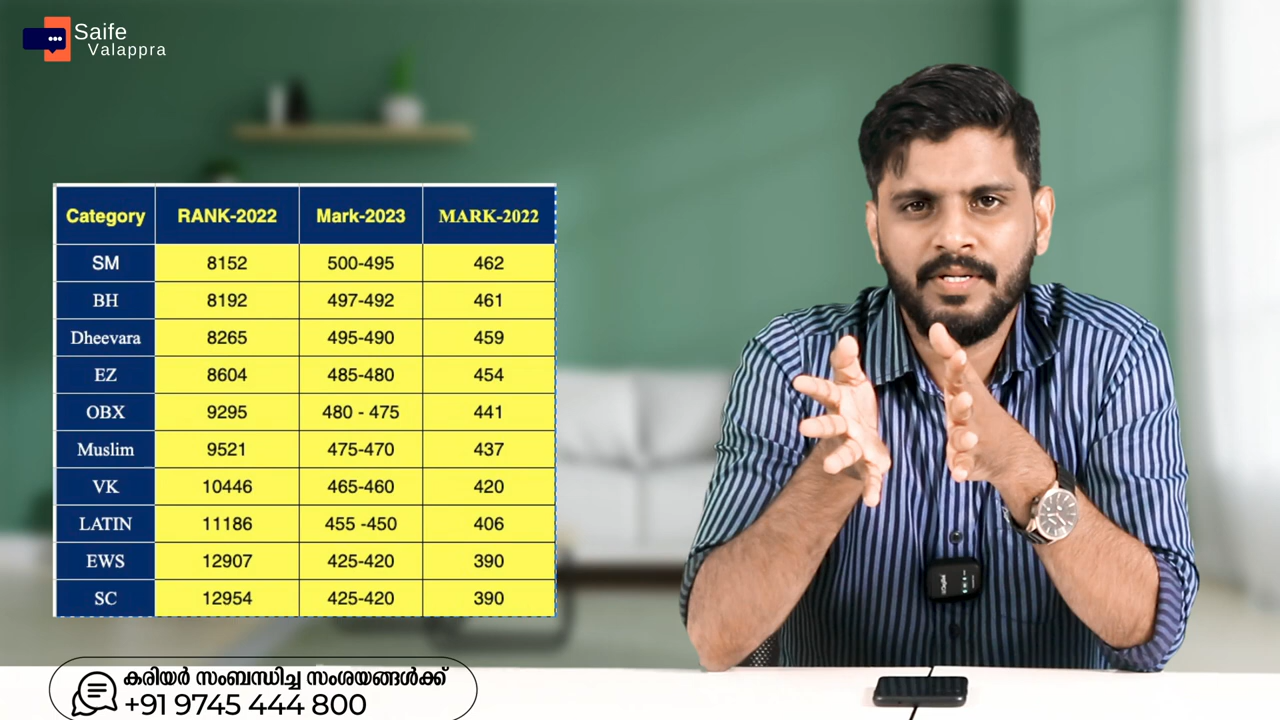 Saife
Valappra
Category RANK-2022 Mark-2023 MARK-2022
SM 8152 500-495 462
BH 8192 497-492 461
Dheevara 8265 495-490 459
EZ 8604 485-480 454
OBX 9295 480 - 475 441
Muslim 9521 475-470 437
VK 10446 465-460 420
LATIN 11186 455 -450 406
EWS 12907 425-420 390
SC 12954 425-420 390
കരിയർ സംബന്ധിച്ച സംശയങ്ങൾക്ക്
+91 9745 444 800